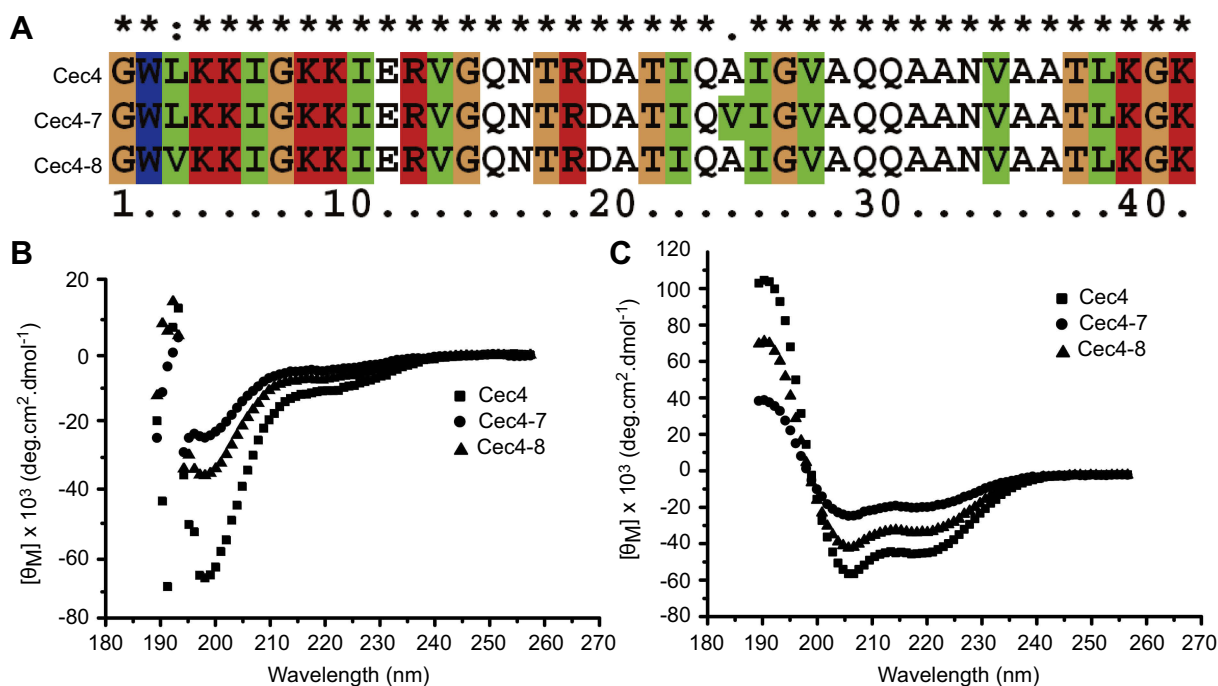 A
**:********************.*****************
Cec4 GWLKKIGKKIERVGQNTRDATIQAIGVAQQAANVAATLKGK
Cec4-7 GWLKKIGKKIERVGQNTRDATIQVIGVAQQAANVAATLKGK
Cec4-8 GWVKKIGKKIERVGQNTRDATIQAIGVAQQAANVAATLKGK
1.......10........20........30........40.
B
[θM] x 10³ (deg.cm².dmol⁻¹)
20
0
-20
-40
-60
-80
Cec4
Cec4-7
Cec4-8
180 190 200 210 220 230 240 250 260 270
Wavelength (nm)
C
[θM] x 10³ (deg.cm².dmol⁻¹)
120
100
80
60
40
20
0
-20
-40
-60
-80
Cec4
Cec4-7
Cec4-8
180 190 200 210 220 230 240 250 260 270
Wavelength (nm)